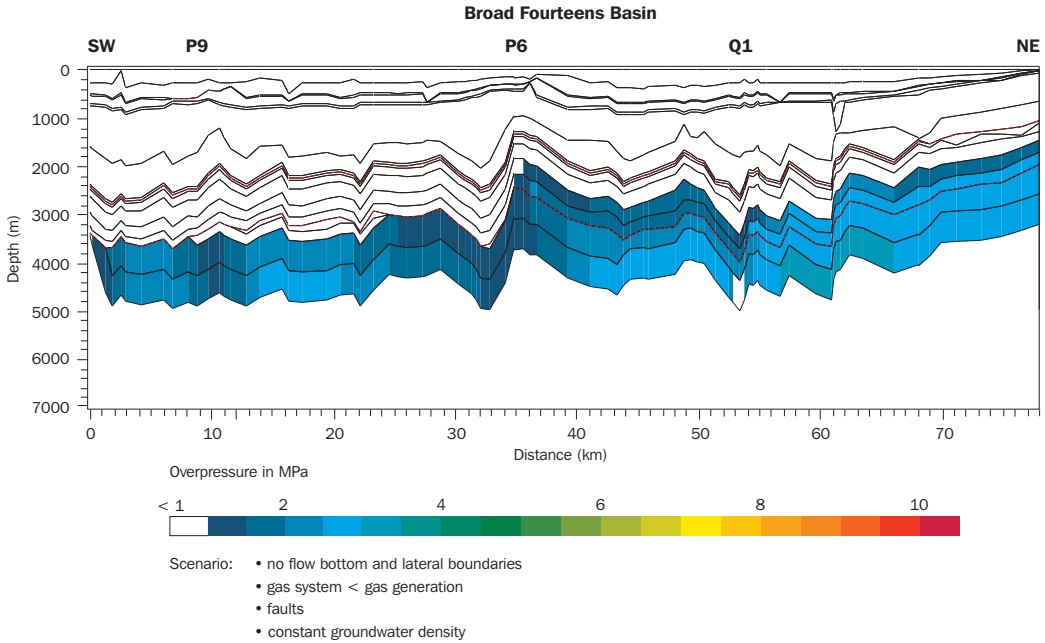 Broad Fourteens Basin
SW P9 P6 Q1 NE
0
1000
2000
3000
4000
5000
6000
7000
Depth (m)
0 10 20 30 40 50 60 70
Distance (km)
Overpressure in MPa
< 1 2 4 6 8 10
Scenario: • no flow bottom and lateral boundaries
• gas system < gas generation
• faults
• constant groundwater density